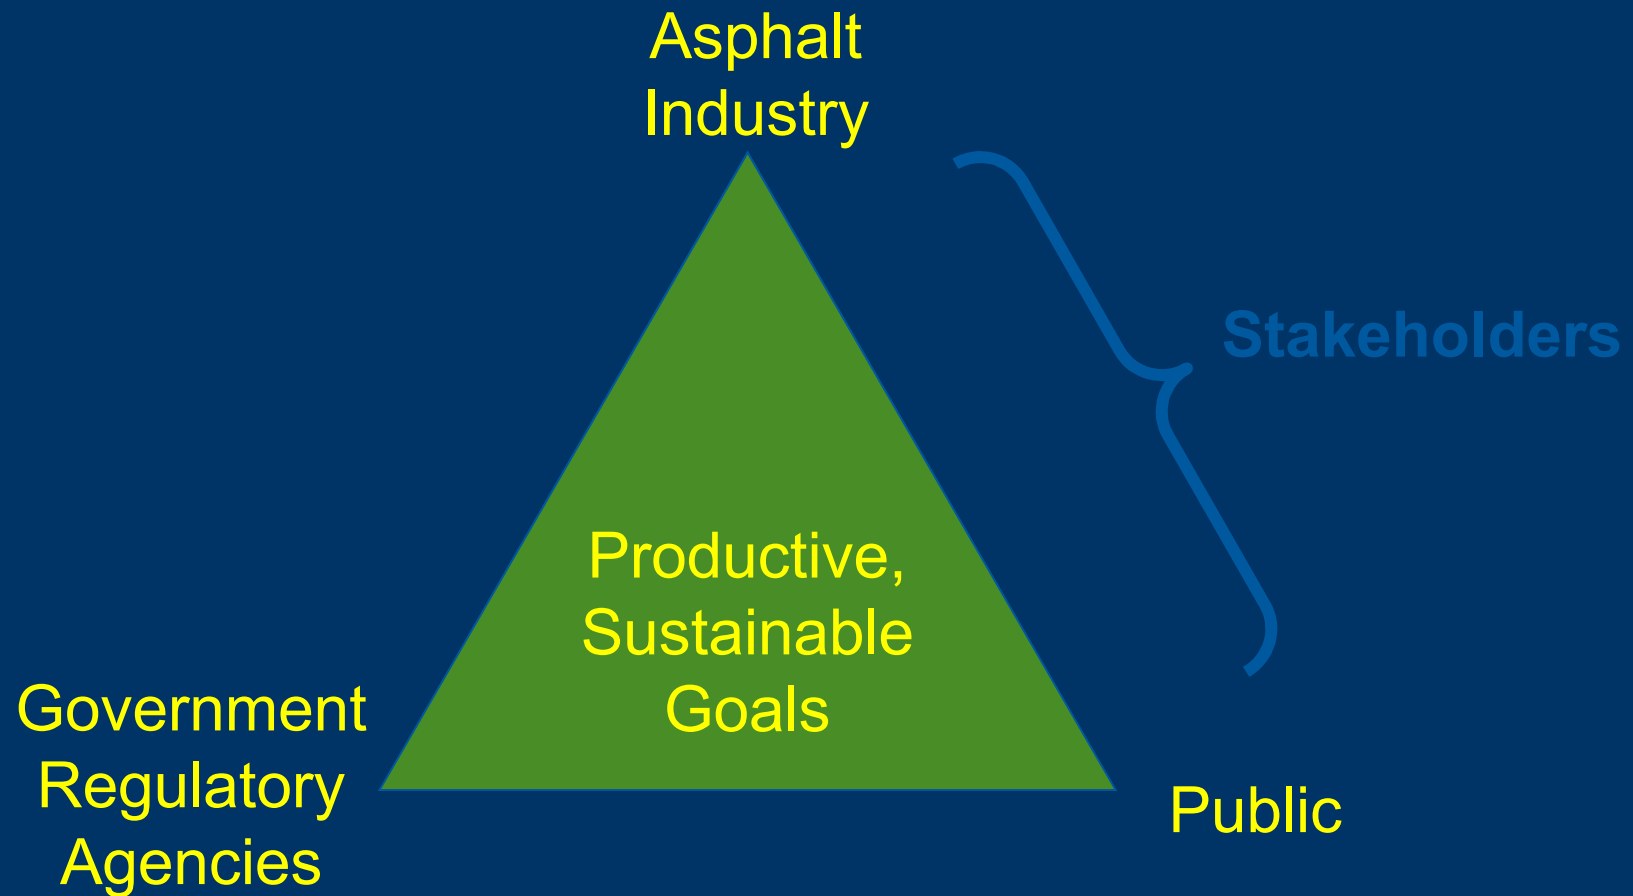 Asphalt
Industry
Stakeholders
Productive,
Sustainable
Goals
Government
Regulatory
Agencies
Public